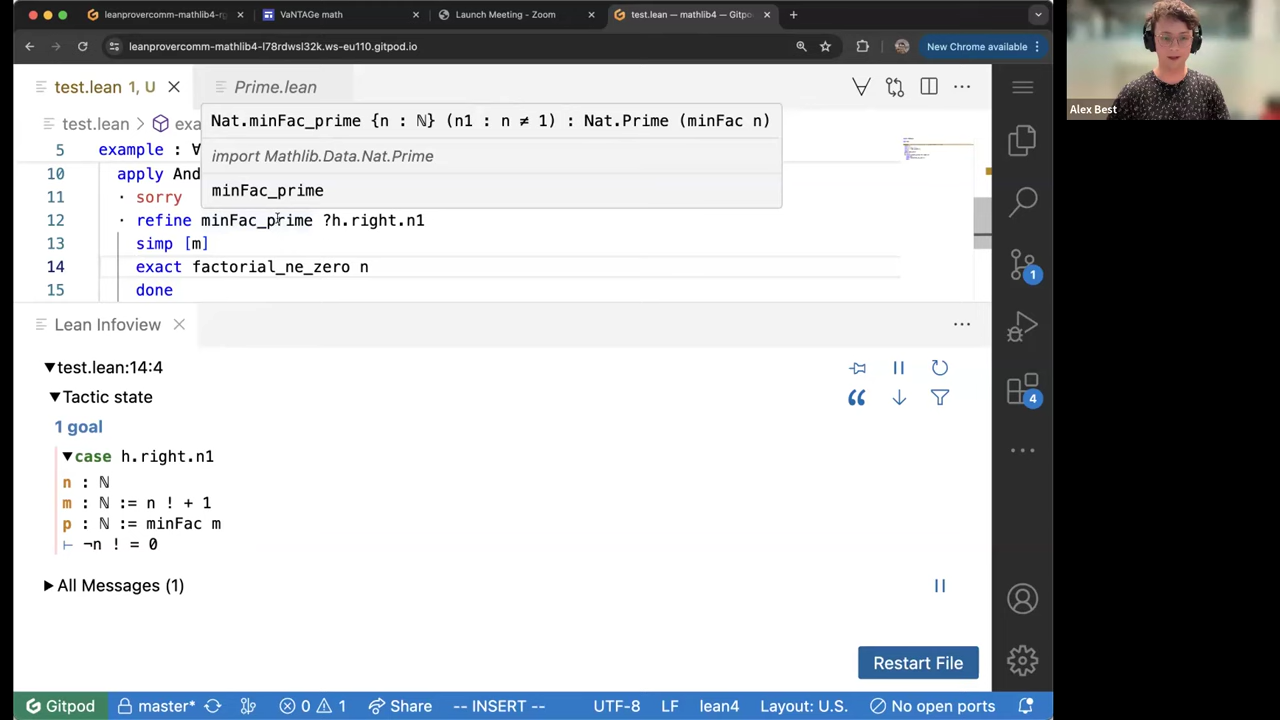 leanprovercomm-mathlib4-rg
VaNTAGe math
Launch Meeting - Zoom
test.lean — mathlib4 — Gitpod
leanprovercomm-mathlib4-l78rdwsl32k.ws-eu110.gitpod.io
New Chrome available
Alex Best
test.lean 1, U
Prime.lean
test.lean
exa
Nat.minFac_prime {n : ℕ} (n1 : n ≠ 1) : Nat.Prime (minFac n)
import Mathlib.Data.Nat.Prime
minFac_prime
5 example : ∀
10 apply And
11 · sorry
12 · refine minFac_prime ?h.right.n1
13 simp [m]
14 exact factorial_ne_zero n
15 done
Lean Infoview
test.lean:14:4
Tactic state
1 goal
case h.right.n1
n : ℕ
m : ℕ := n ! + 1
p : ℕ := minFac m
⊢ ¬n ! = 0
All Messages (1)
1
4
Restart File
Gitpod master* 0 1 Share -- INSERT -- UTF-8 LF lean4 Layout: U.S. No open ports